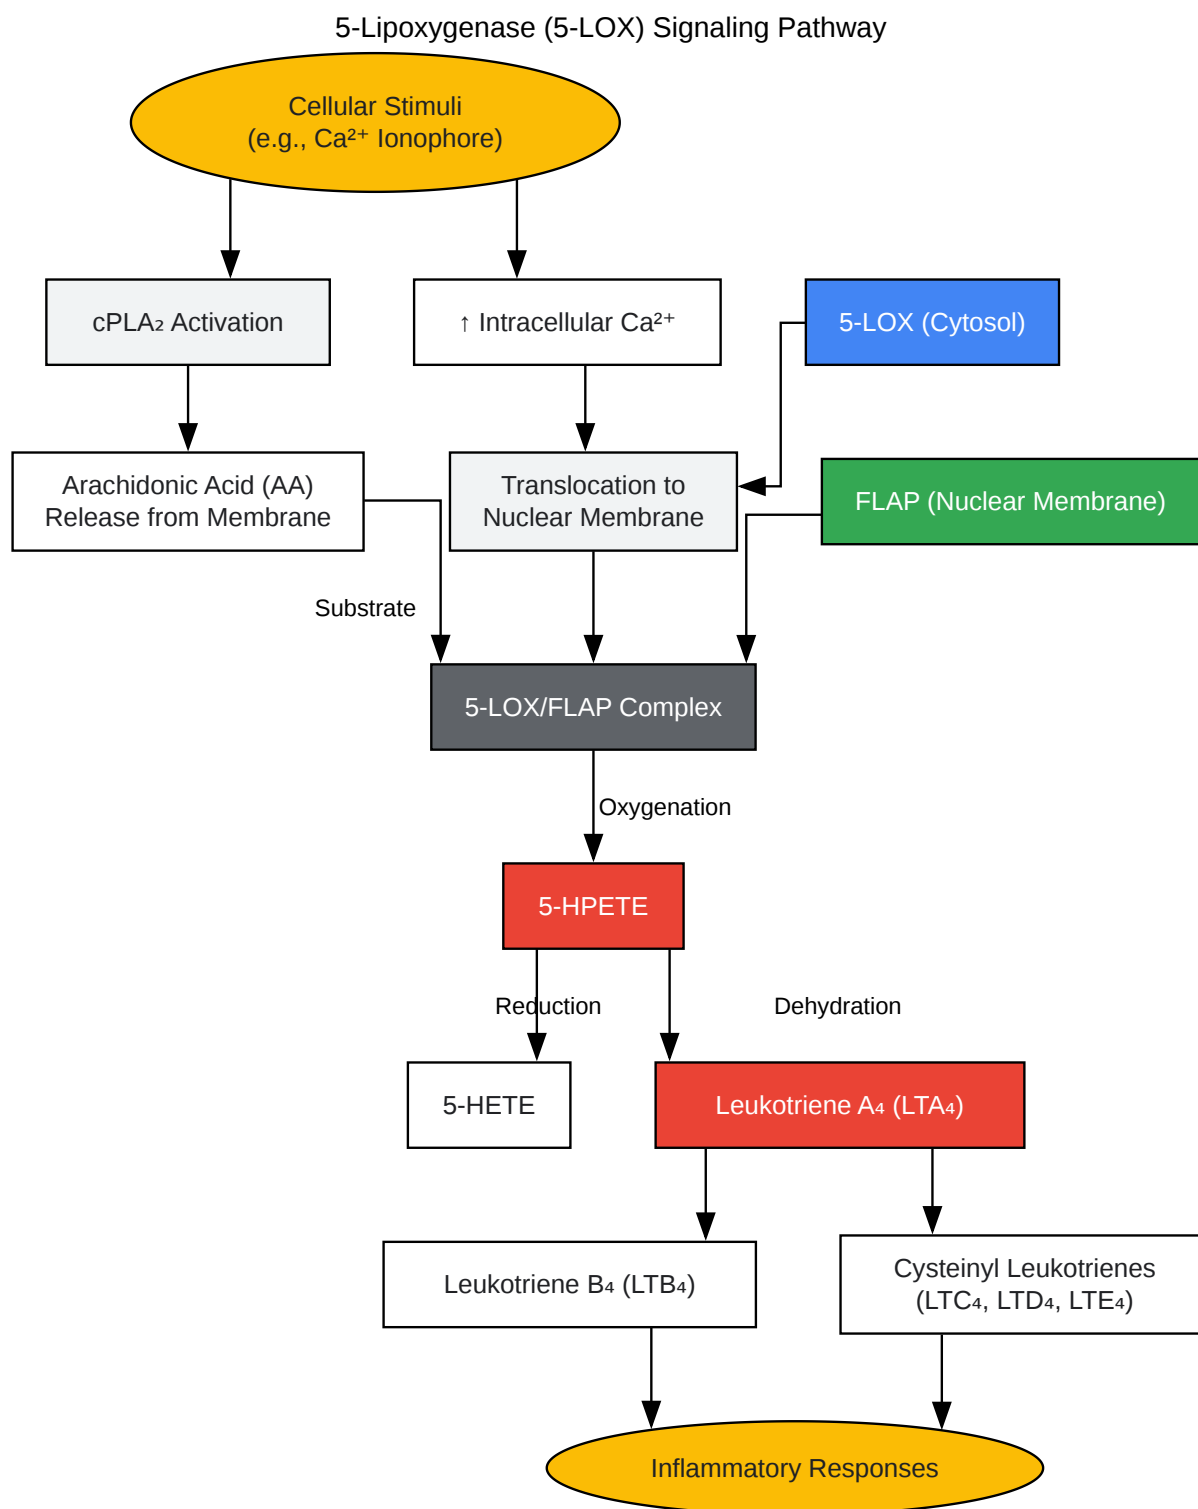 5-Lipoxygenase (5-LOX) Signaling Pathway
Cellular Stimuli
(e.g., Ca²⁺ Ionophore)
cPLA₂ Activation
↑ Intracellular Ca²⁺
5-LOX (Cytosol)
Arachidonic Acid (AA)
Release from Membrane
Translocation to
Nuclear Membrane
FLAP (Nuclear Membrane)
Substrate
5-LOX/FLAP Complex
Oxygenation
5-HPETE
Reduction
Dehydration
5-HETE
Leukotriene A₄ (LTA₄)
Leukotriene B₄ (LTB₄)
Cysteinyl Leukotrienes
(LTC₄, LTD₄, LTE₄)
Inflammatory Responses